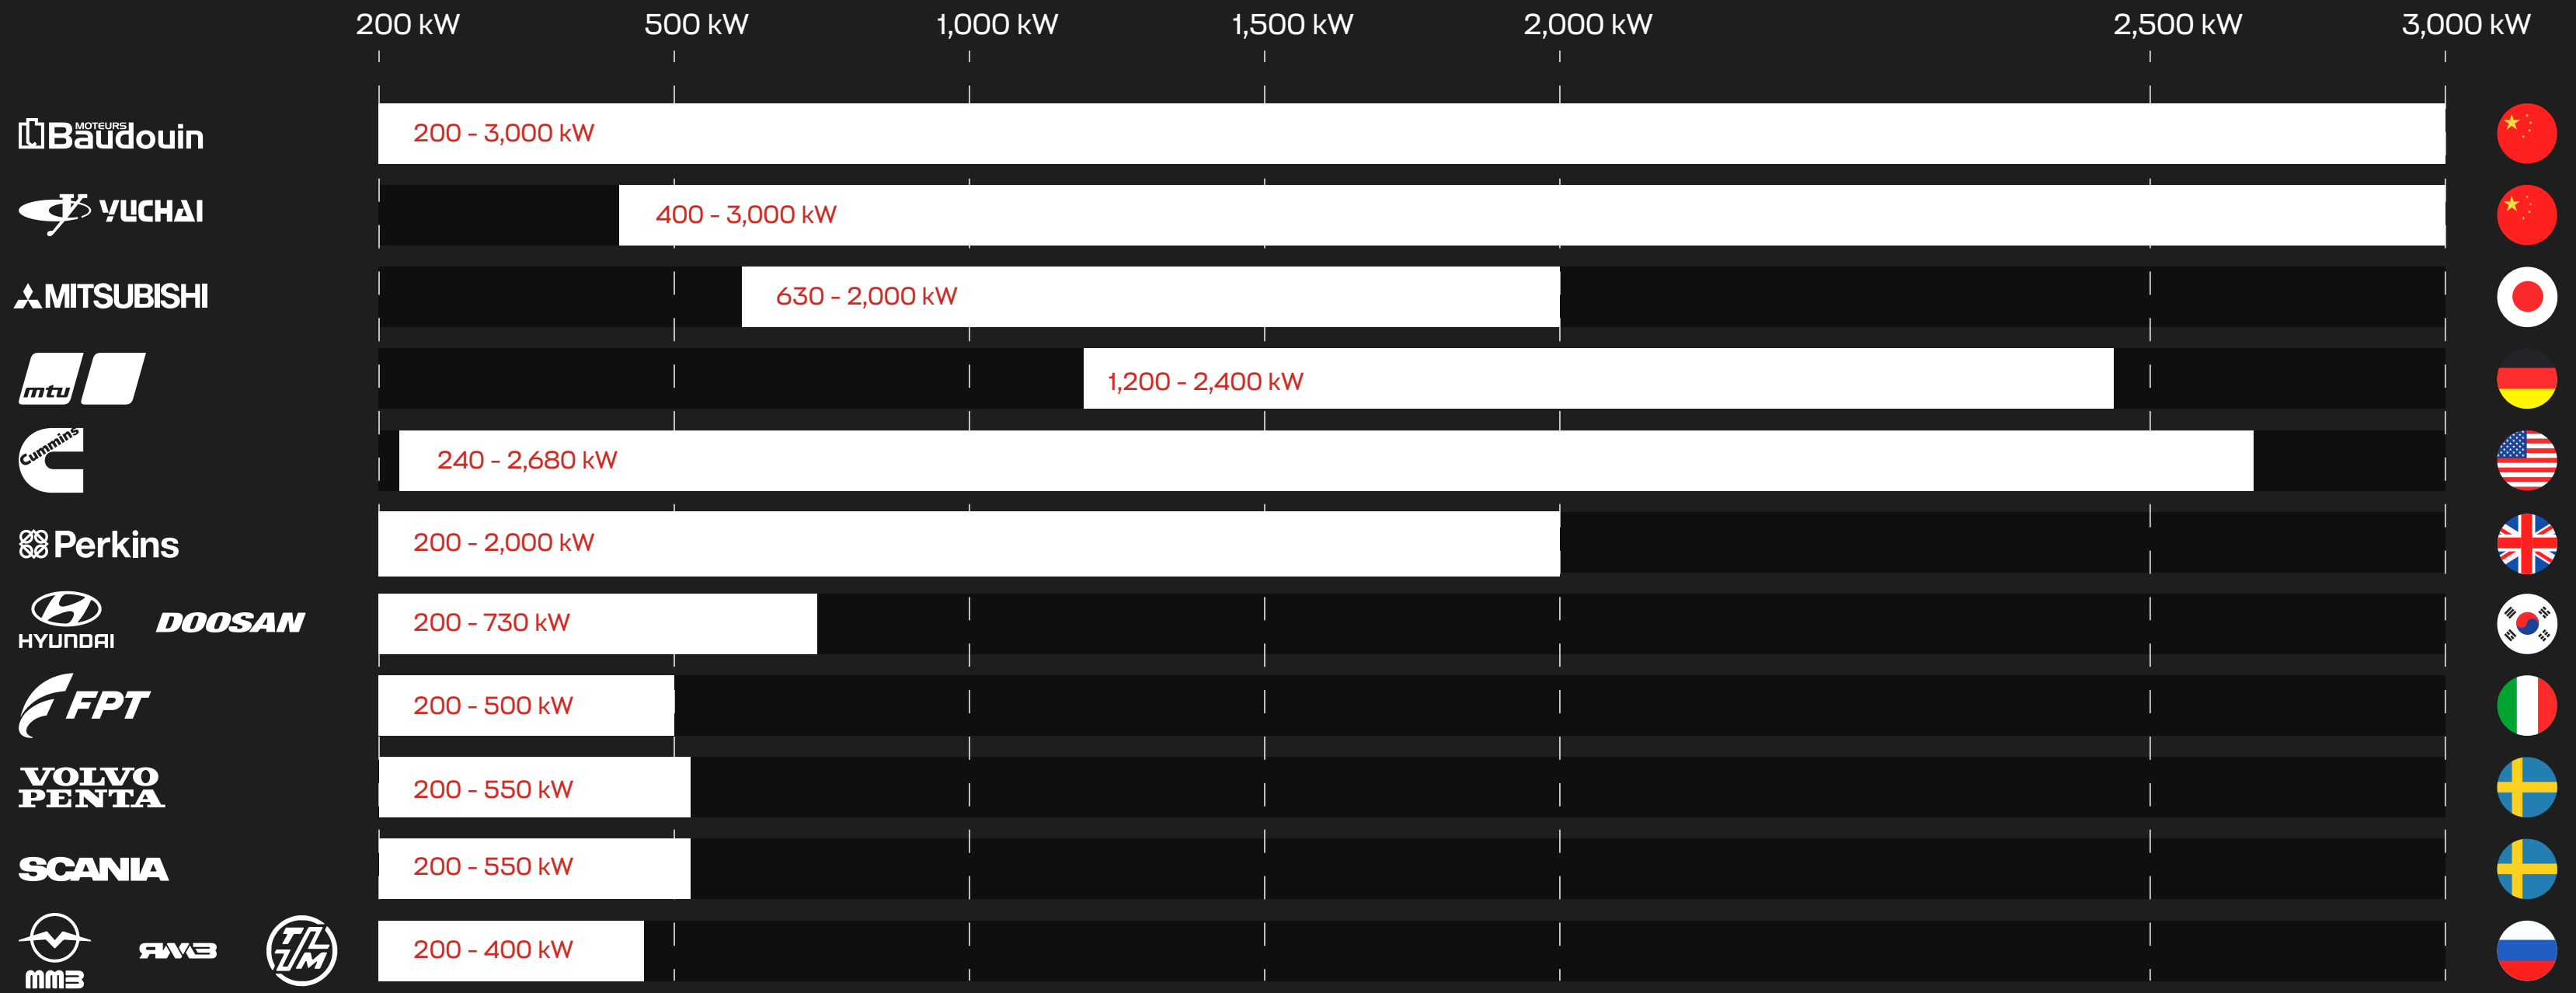 200 kW 500 kW 1,000 kW 1,500 kW 2,000 kW 2,500 kW 3,000 kW
MOTEURS
Baudouin 200 - 3,000 kW
YUCHAI 400 - 3,000 kW
MITSUBISHI 630 - 2,000 kW
mtu 1,200 - 2,400 kW
Cummins 240 - 2,680 kW
Perkins 200 - 2,000 kW
HYUNDAI DOOSAN 200 - 730 kW
FPT 200 - 500 kW
VOLVO
PENTA 200 - 550 kW
SCANIA 200 - 550 kW
ММЗ ЯМЗ 200 - 400 kW